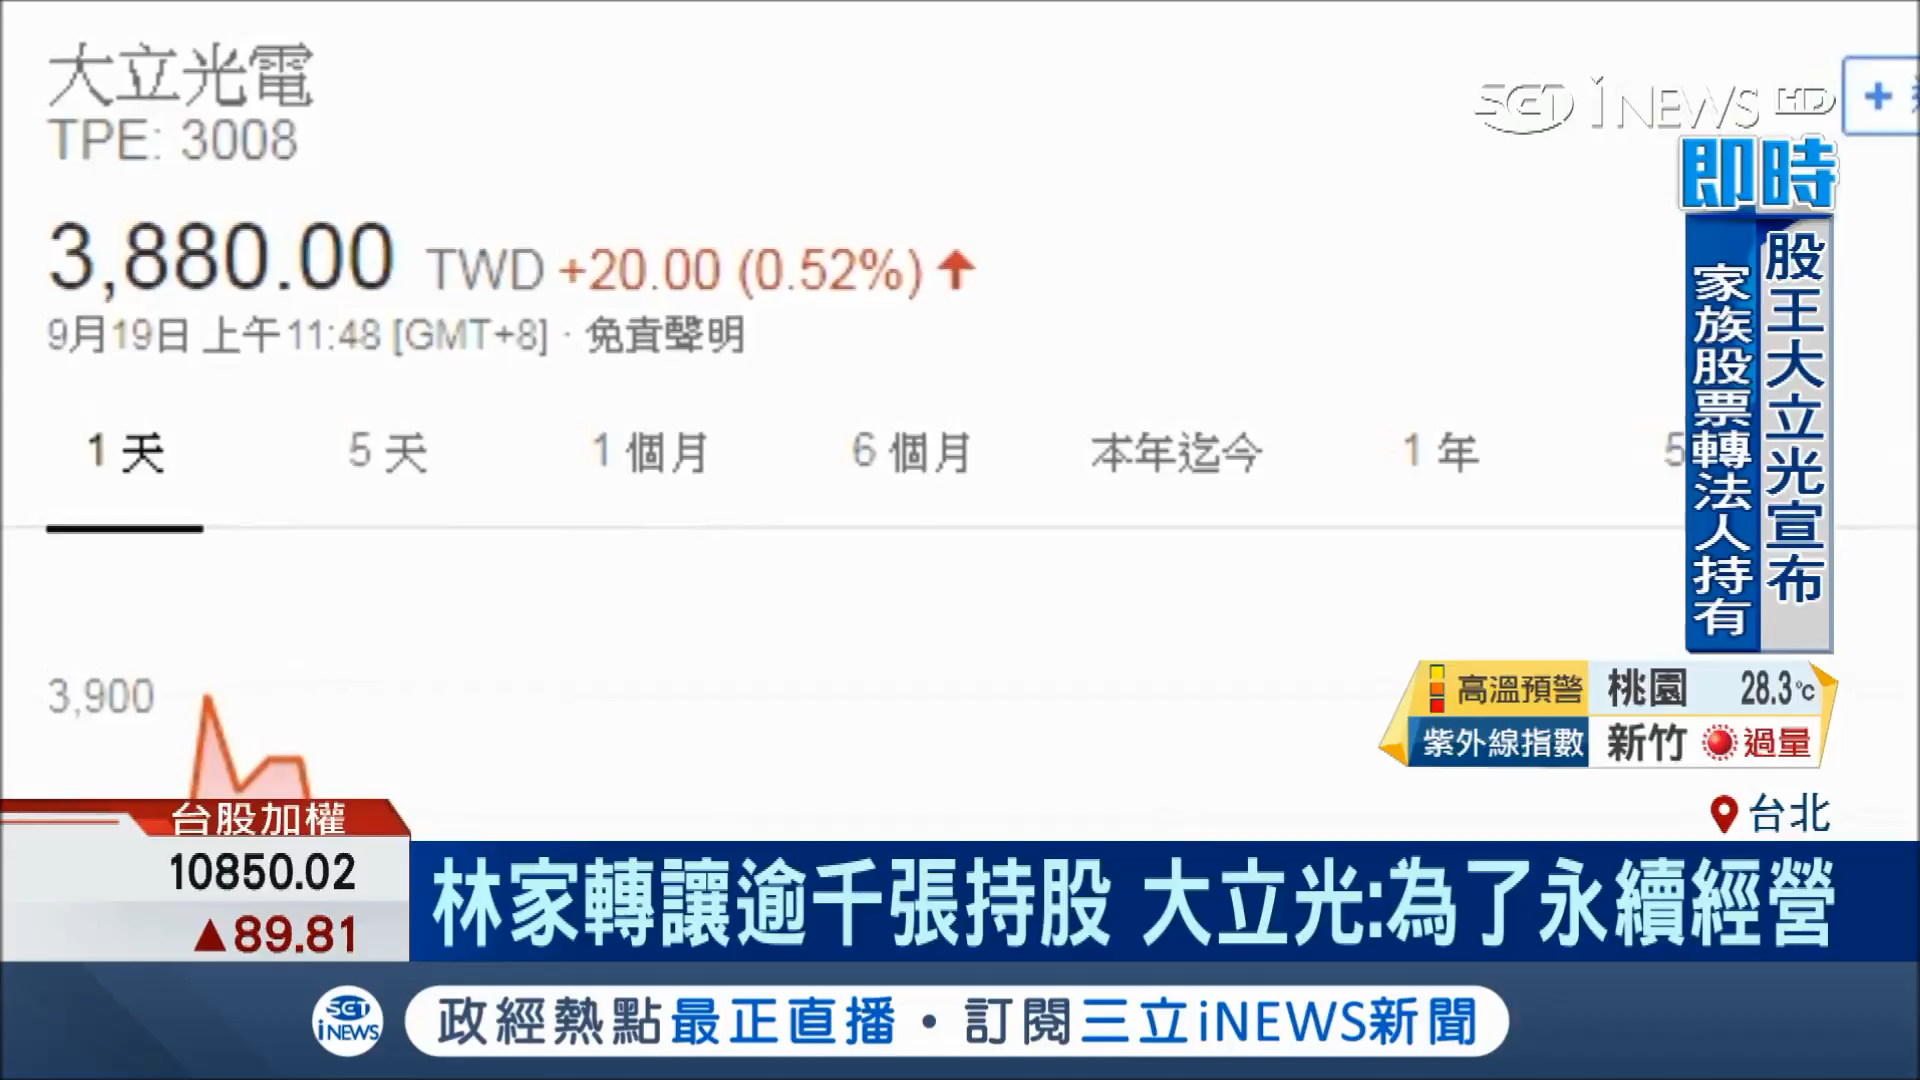 大立光電
TPE: 3008
3,880.00 TWD +20.00 (0.52%)
9月19日 上午11:48 [GMT+8] · 免責聲明
1 天 5 天 1 個月 6 個月 本年迄今 1 年 5
3,900
SET iNEWS HD
即時
股王大立光宣布
家族股票轉法人持有
高溫預警 桃園 28.3℃
紫外線指數 新竹 過量
台北
台股加權
10850.02
▲89.81
林家轉讓逾千張持股 大立光:為了永續經營
SET iNEWS
政經熱點最正直播・訂閱三立iNEWS新聞